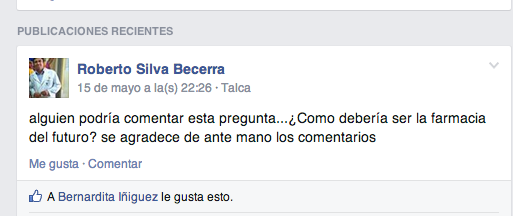 PUBLICACIONES RECIENTES
Roberto Silva Becerra
15 de mayo a la(s) 22:26 · Talca
alguien podría comentar esta pregunta...¿Como debería ser la farmacia
del futuro? se agradece de ante mano los comentarios
Me gusta · Comentar
A Bernardita Iñiguez le gusta esto.